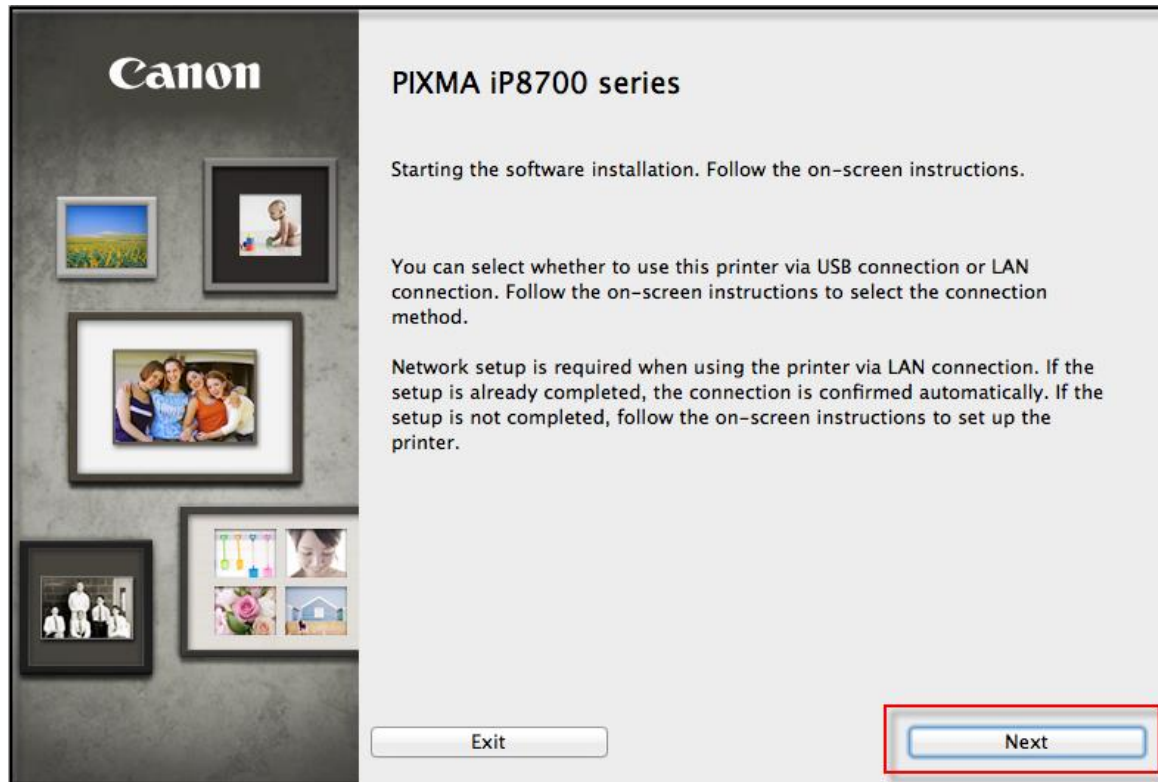 Canon
PIXMA iP8700 series
Starting the software installation. Follow the on-screen instructions.
You can select whether to use this printer via USB connection or LAN
connection. Follow the on-screen instructions to select the connection
method.
Network setup is required when using the printer via LAN connection. If the
setup is already completed, the connection is confirmed automatically. If the
setup is not completed, follow the on-screen instructions to set up the
printer.
Exit
Next